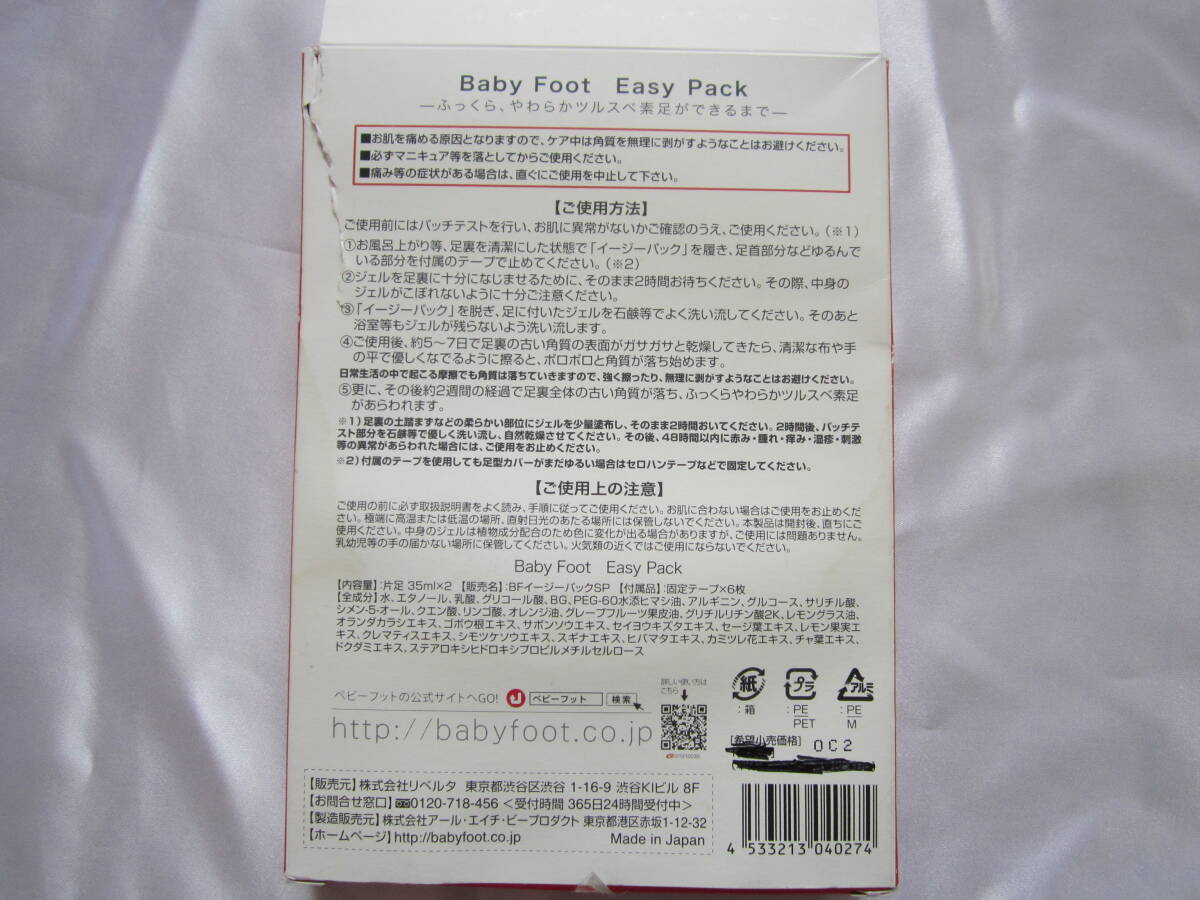 Baby Foot Easy Pack
―ふっくら、やわらかツルスベ素足ができるまで―
■お肌を痛める原因となりますので、ケア中は角質を無理に剥がすようなことはお避けください。
■必ずマニキュア等を落としてからご使用ください。
■痛み等の症状がある場合は、直ぐにご使用を中止して下さい。
【ご使用方法】
ご使用前にはパッチテストを行い、お肌に異常がないかご確認のうえ、ご使用ください。(※1)
①お風呂上がり等、足裏を清潔にした状態で「イージーパック」を履き、足首部分などゆるんで
いる部分を付属のテープで止めてください。(※2)
②ジェルを足裏に十分になじませるために、そのまま2時間お待ちください。その際、中身の
ジェルがこぼれないように十分ご注意ください。
③「イージーパック」を脱ぎ、足に付いたジェルを石鹸等でよく洗い流してください。そのあと
浴室等もジェルが残らないよう洗い流します。
④ご使用後、約5~7日で足裏の古い角質の表面がガサガサと乾燥してきたら、清潔な布や手
の平で優しくなでるように擦ると、ポロポロと角質が落ち始めます。
日常生活の中で起こる摩擦でも角質は落ちていきますので、強く擦ったり、無理に剥がすようなことはお避けください。
⑤更に、その後約2週間の経過で足裏全体の古い角質が落ち、ふっくらやわらかツルスベ素足
があらわれます。
※1)足裏の土踏まずなどの柔らかい部位にジェルを少量塗布し、そのまま2時間おいてください。2時間後、パッチテ
スト部分を石鹸等で優しく洗い流し、自然乾燥させてください。その後、48時間以内に赤み・腫れ・痒み・湿疹・刺激
等の異常があらわれた場合には、ご使用をお止めください。
※2)付属のテープを使用しても足型カバーがまだゆるい場合はセロハンテープなどで固定してください。
【ご使用上の注意】
ご使用の前に必ず取扱説明書をよく読み、手順に従ってご使用ください。お肌に合わない場合はご使用をお止めくだ
さい。極端に高温または低温の場所、直射日光のあたる場所には保管しないでください。本製品は開封後、直ちにご
使用ください。中身のジェルは植物成分配合のため色に変化が出る場合がありますが、ご使用には問題ありません。
乳幼児等の手の届かない場所に保管してください。火気類の近くではご使用にならないでください。
Baby Foot Easy Pack
【内容量】:片足 35ml×2 【販売名】:BFイージーパックSP 【付属品】:固定テープ×6枚
【全成分】水、エタノール、乳酸、グリコール酸、BG、PEG-60水添ヒマシ油、アルギニン、グルコース、サリチル酸、
シメン-5-オール、クエン酸、リンゴ酸、オレンジ油、グレープフルーツ果皮油、グリチルリチン酸2K、レモングラス油、
オランダカラシエキス、ゴボウ根エキス、サボンソウエキス、セイヨウキズタエキス、セージ葉エキス、レモン果実エ
キス、クレマティスエキス、シモツケソウエキス、スギナエキス、ヒバマタエキス、カミツレ花エキス、チャ葉エキス、
ドクダミエキス、ステアロキシヒドロキシプロピルメチルセルロース
ベビーフットの公式サイトへGO! ベビーフット 検索
http://babyfoot.co.jp
詳しい使い方は
こちら
紙
:箱
プラ
:PE
PET
アルミ
:PE
M
[希望小売価格] OC2
【販売元】株式会社リベルタ 東京都渋谷区渋谷 1-16-9 渋谷KIビル 8F
【お問合せ窓口】0120-718-456 <受付時間 365日24時間受付中>
【製造販売元】株式会社アール・エイチ・ビープロダクト 東京都港区赤坂1-12-32
【ホームページ】http://babyfoot.co.jp Made in Japan
4 533213 040274